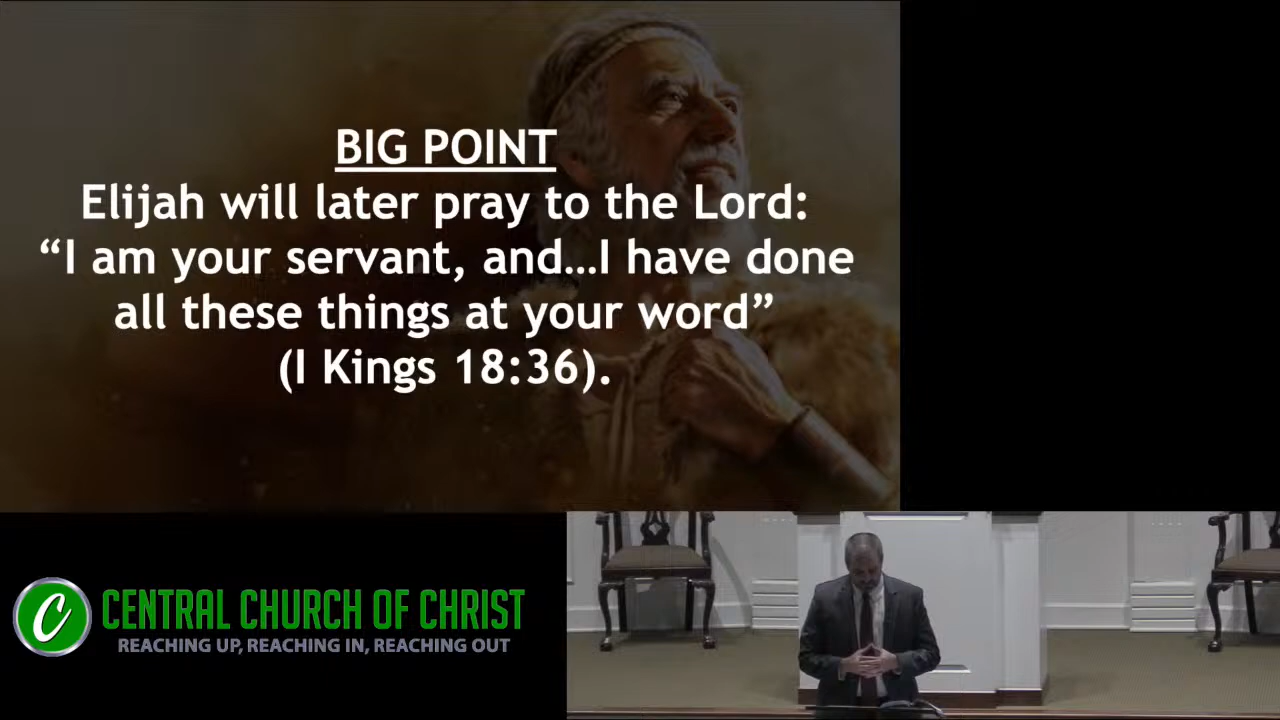 BIG POINT
Elijah will later pray to the Lord:
“I am your servant, and…I have done
all these things at your word”
(I Kings 18:36).
C
CENTRAL CHURCH OF CHRIST
REACHING UP, REACHING IN, REACHING OUT